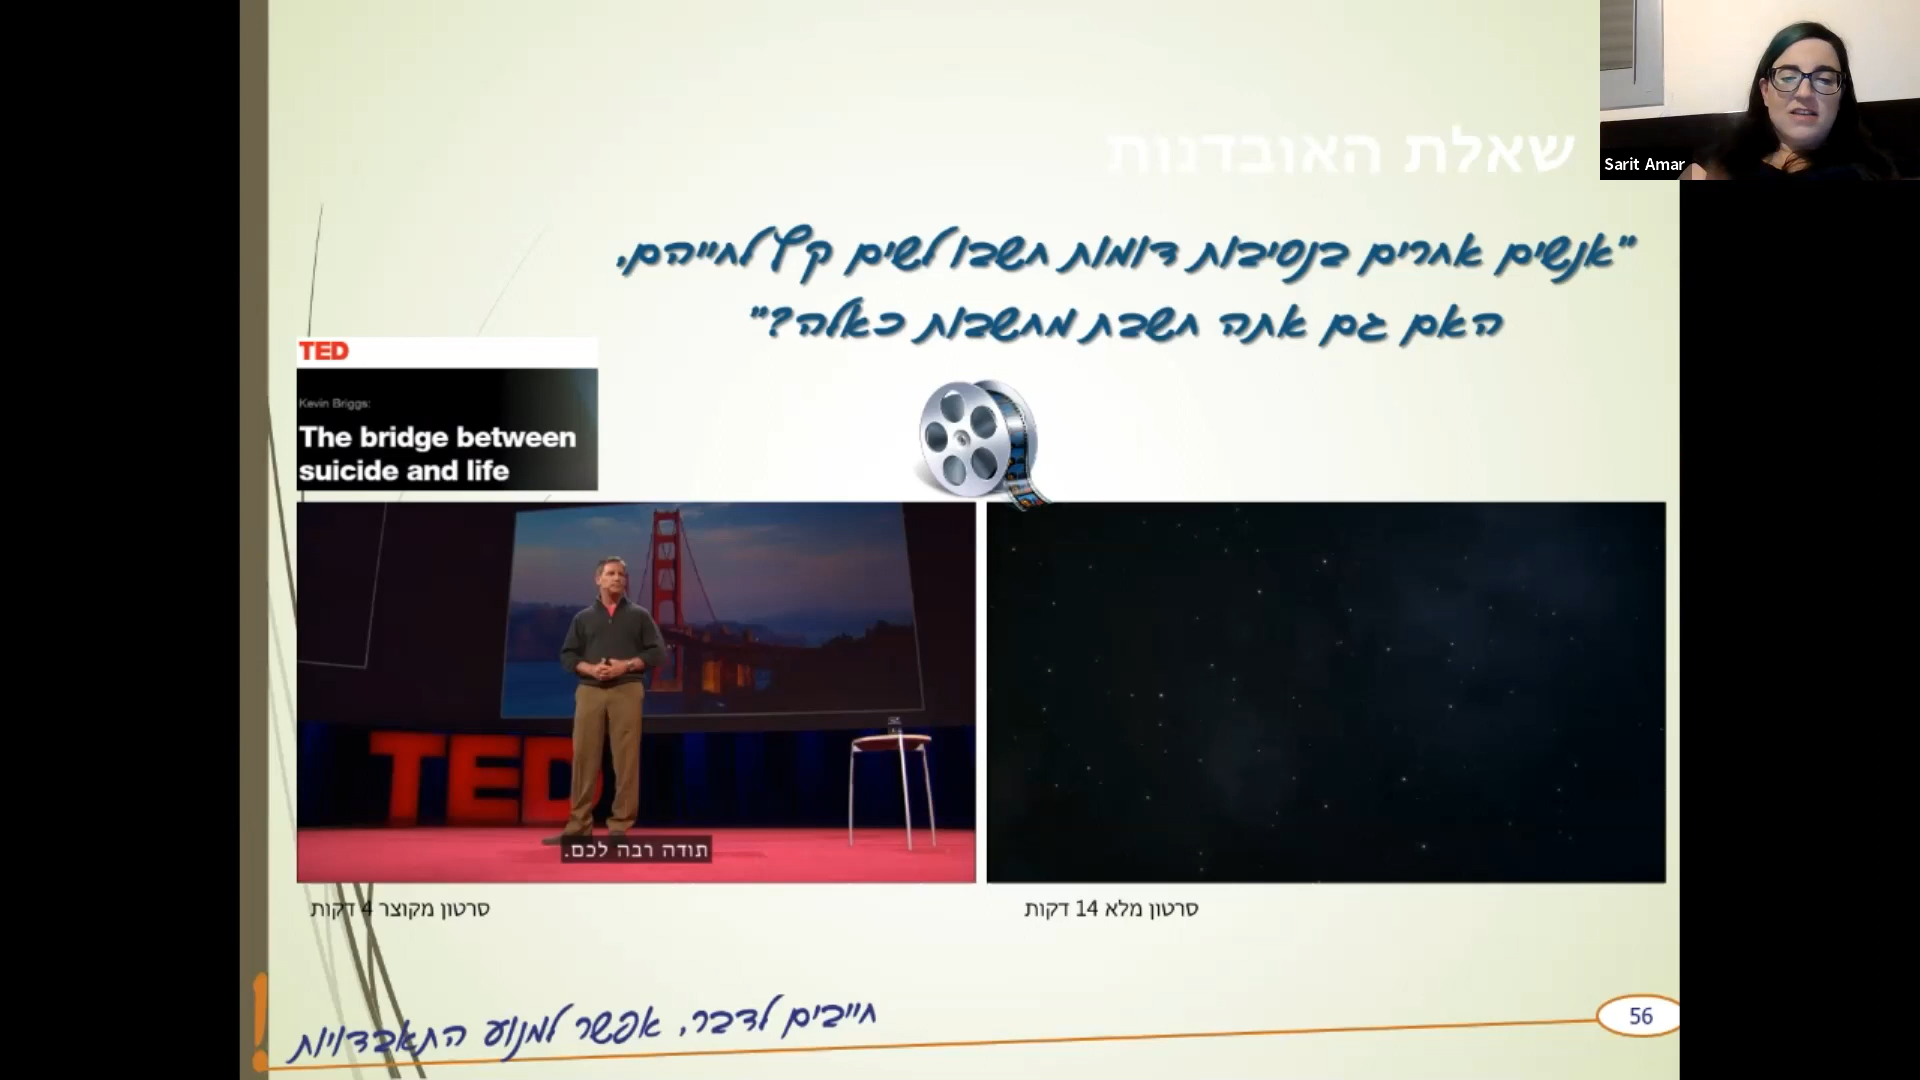 Sarit Amar
שאלת האובדנות
"אנשים אחרים בנסיבות דומות חשבו לשים קץ לחייהם,
האם גם אתה חשבת מחשבות כאלה?"
TED
Kevin Briggs:
The bridge between
suicide and life
TED
תודה רבה לכם.
סרטון מלא 14 דקות
סרטון מקוצר 4 דקות
חייבים לדבר, אפשר למנוע התאבדויות!
56